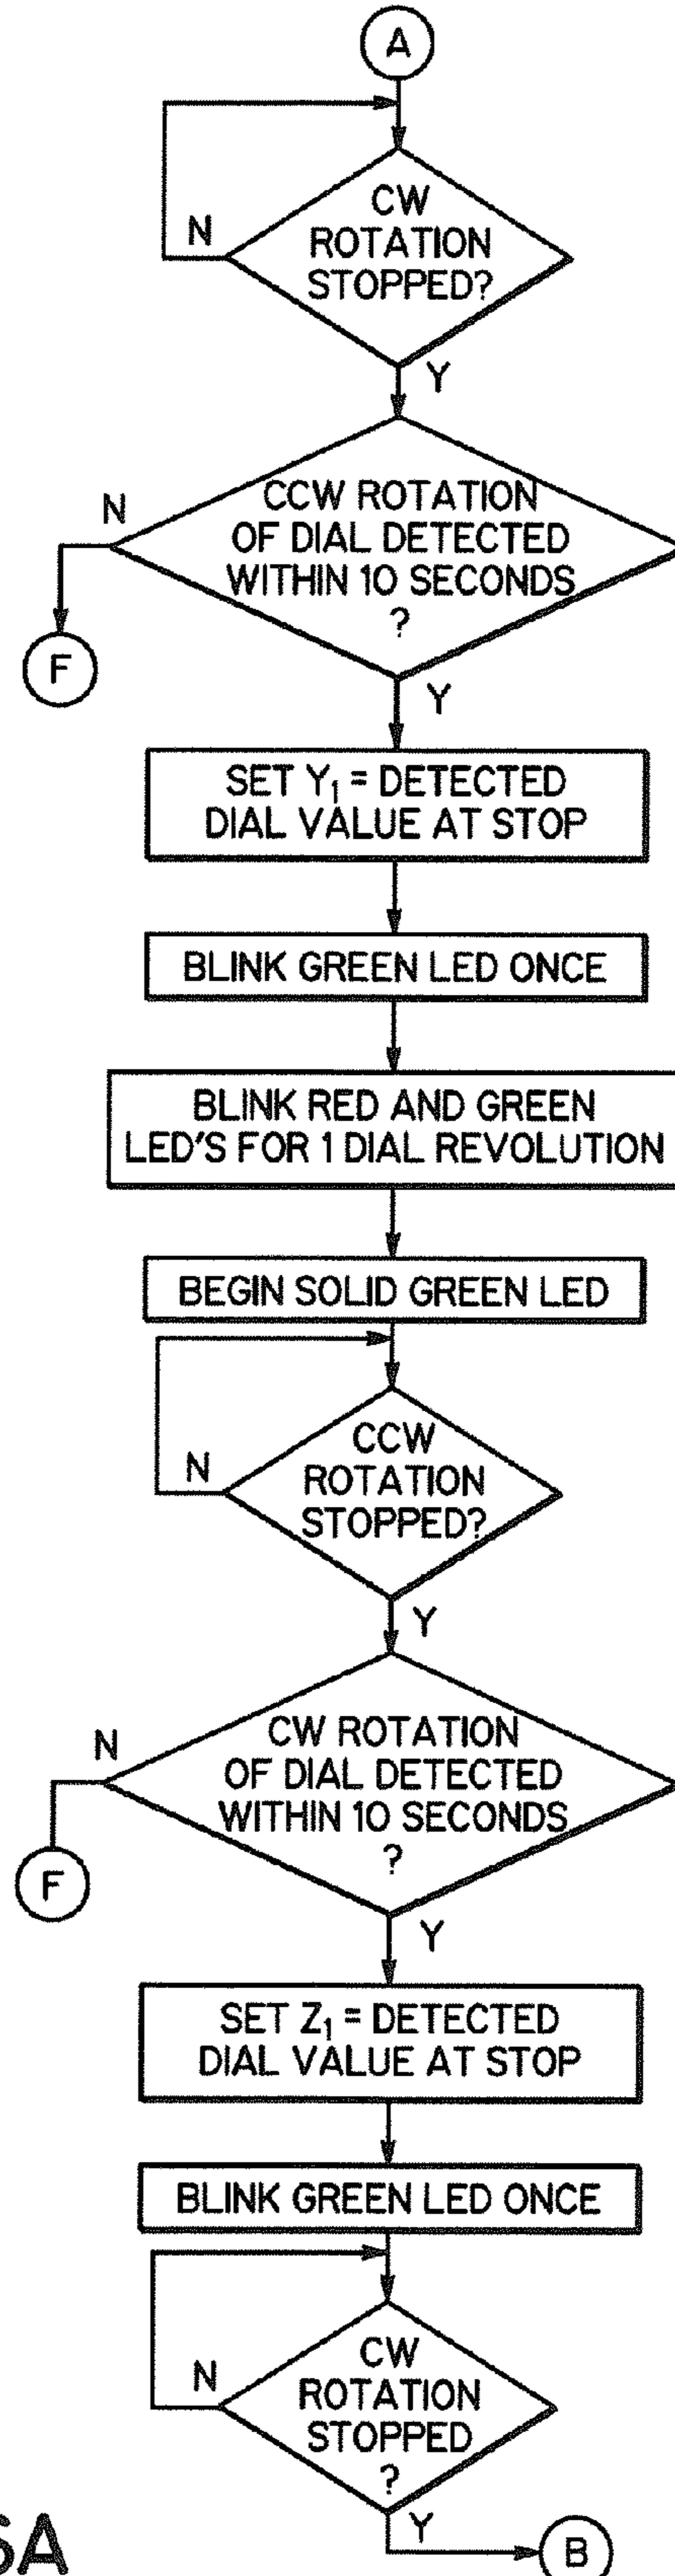 A
CW
ROTATION
STOPPED?
N
Y
CCW ROTATION
OF DIAL DETECTED
WITHIN 10 SECONDS
?
N
F
Y
SET Y₁ = DETECTED
DIAL VALUE AT STOP
BLINK GREEN LED ONCE
BLINK RED AND GREEN
LED'S FOR 1 DIAL REVOLUTION
BEGIN SOLID GREEN LED
CCW
ROTATION
STOPPED?
N
Y
CW ROTATION
OF DIAL DETECTED
WITHIN 10 SECONDS
?
N
F
Y
SET Z₁ = DETECTED
DIAL VALUE AT STOP
BLINK GREEN LED ONCE
CW
ROTATION
STOPPED
?
N
Y
B